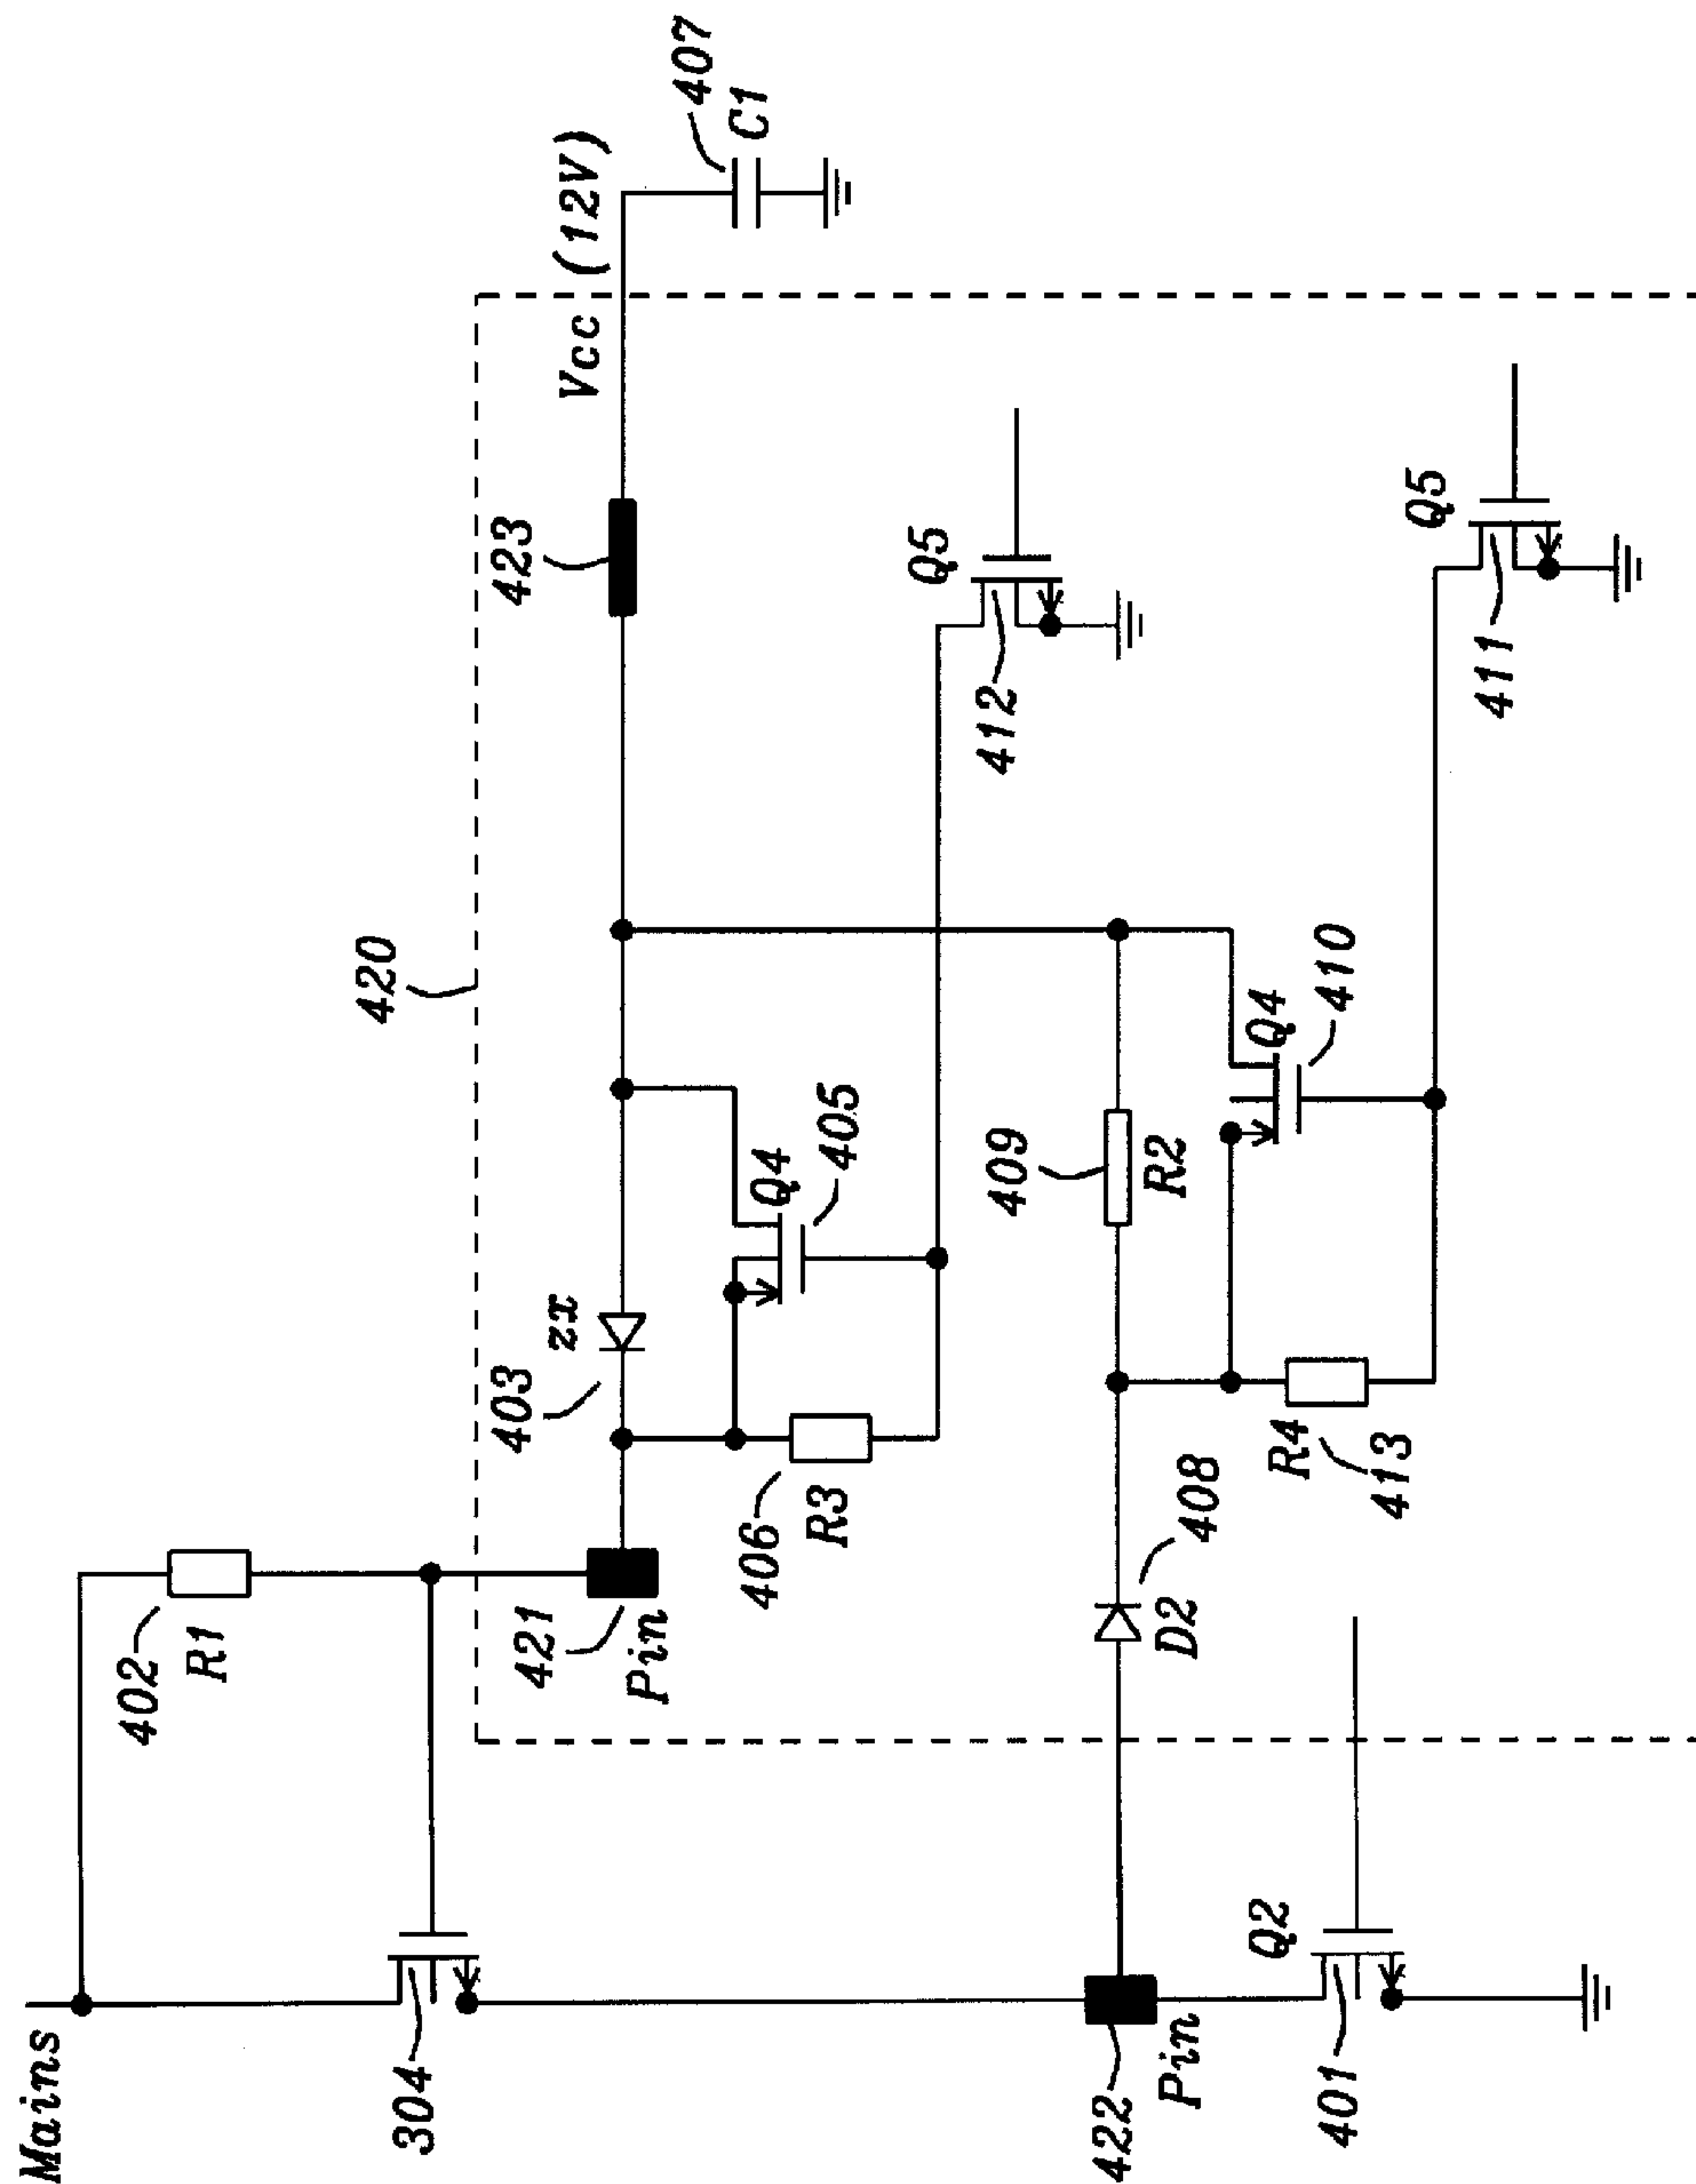 Mains
304
402
R1
421
Pin
420
403
zx
423
Vcc (12V)
407
C1
406
R3
Q4
405
Q5
412
422
Pin
Q2
401
408
D2
409
R2
R4
413
Q4
410
Q5
411